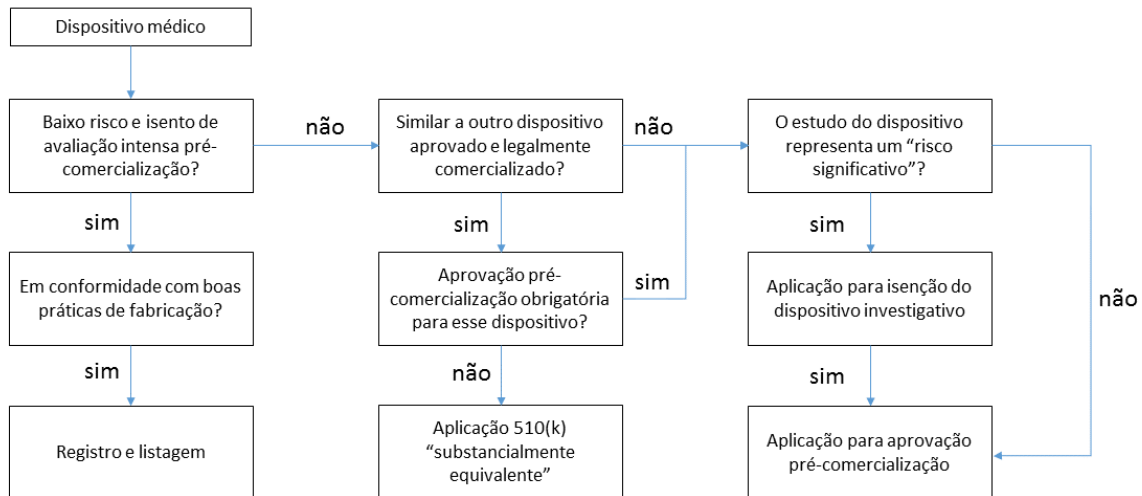 Dispositivo médico
Baixo risco e isento de
avaliação intensa pré-
comercialização?
não
Similar a outro dispositivo
aprovado e legalmente
comercializado?
não
O estudo do dispositivo
representa um “risco
significativo”?
sim
sim
sim
Em conformidade com boas
práticas de fabricação?
Aprovação pré-
comercialização obrigatória
para esse dispositivo?
sim
Aplicação para isenção do
dispositivo investigativo
não
sim
não
sim
Registro e listagem
Aplicação 510(k)
“substancialmente
equivalente”
Aplicação para aprovação
pré-comercialização